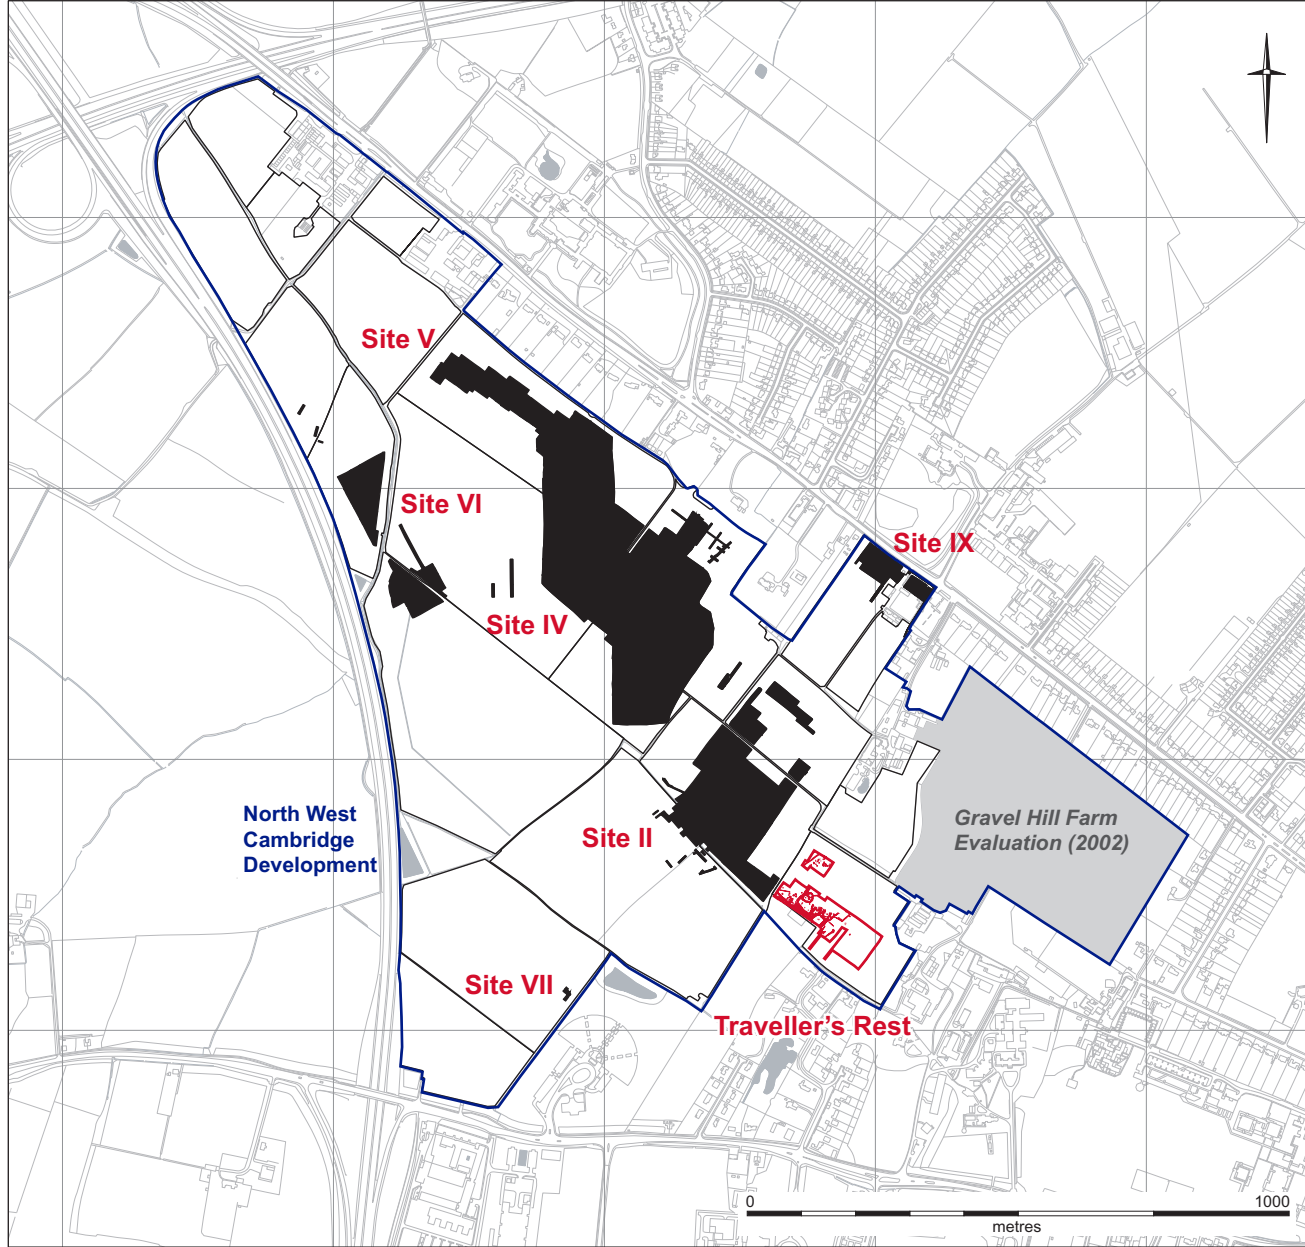 Site V
Site VI
Site IX
Site IV
North West
Cambridge
Development
Gravel Hill Farm
Evaluation (2002)
Site II
Site VII
Traveller's Rest
0
1000
metres